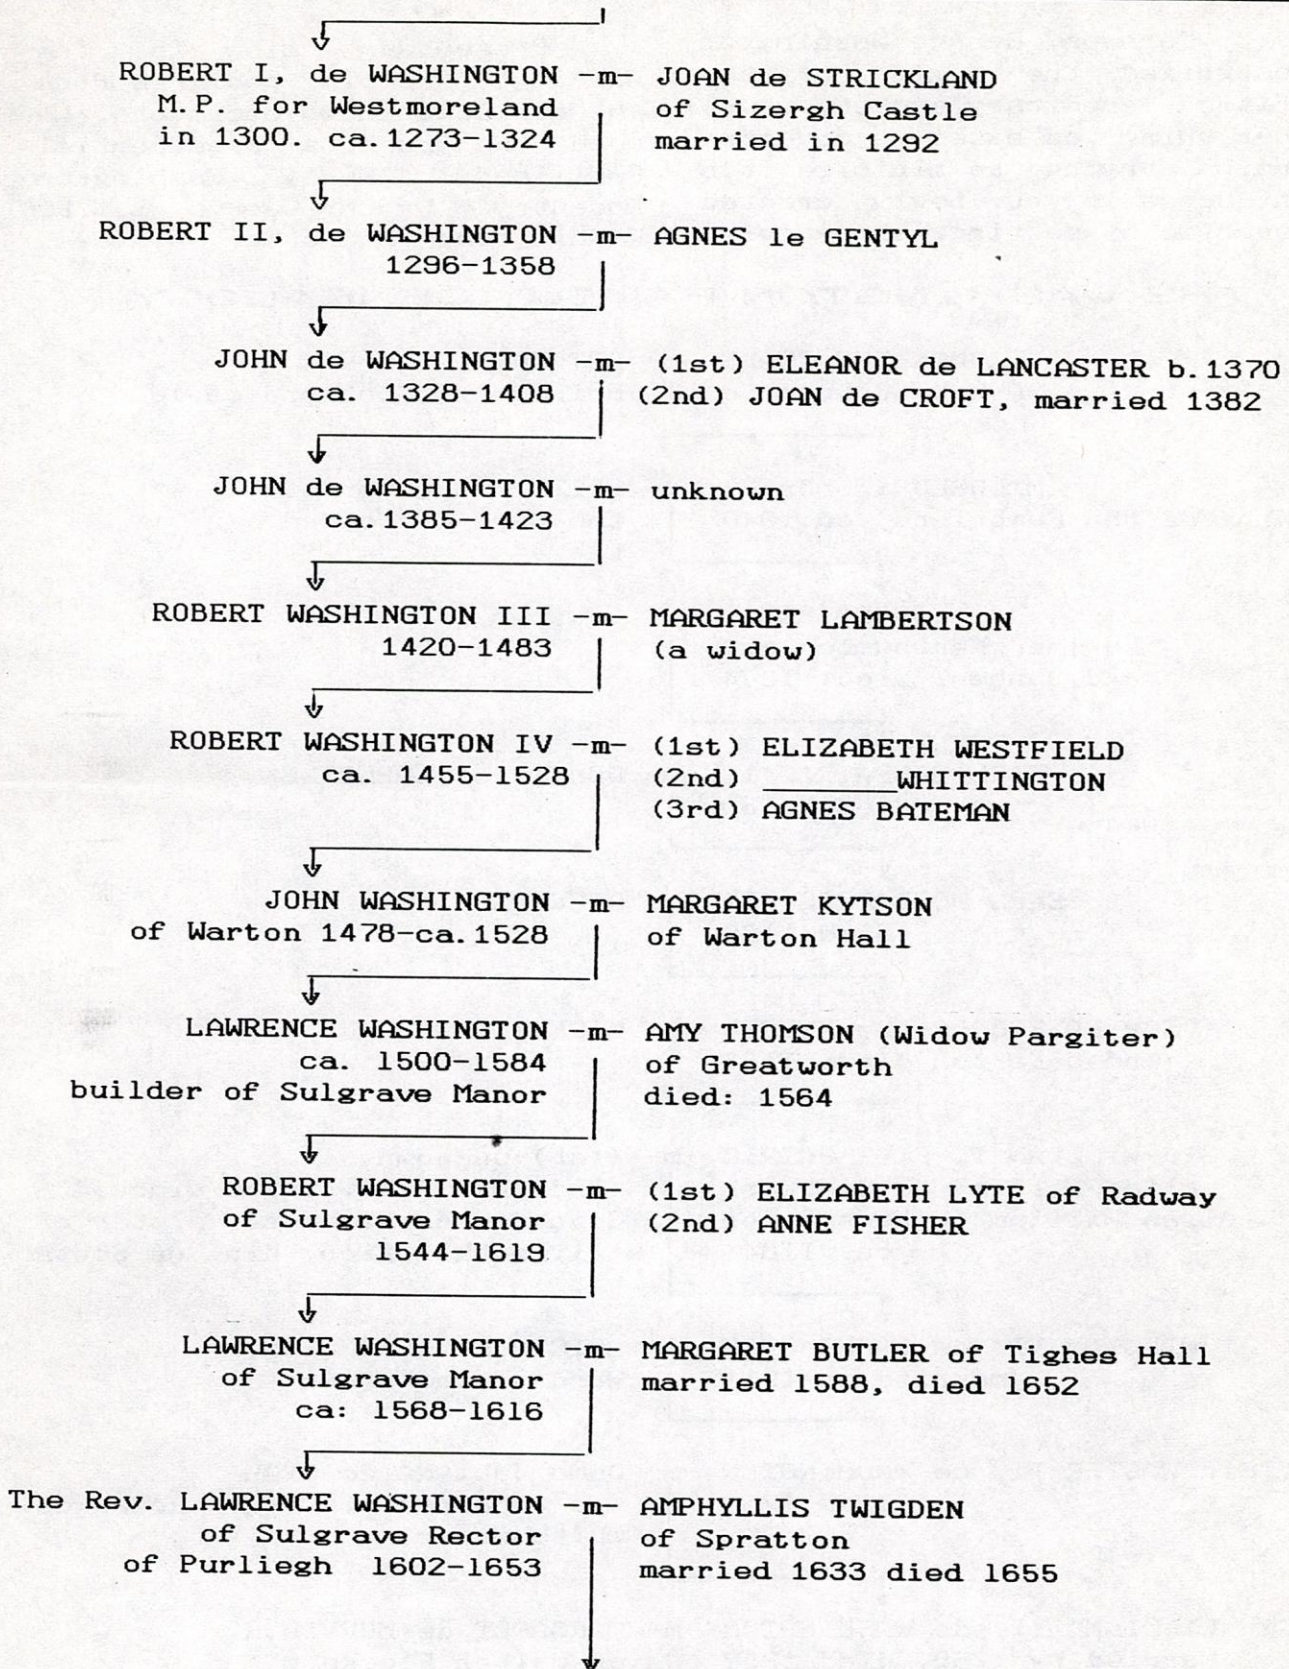 ROBERT I, de WASHINGTON -m- JOAN de STRICKLAND
M.P. for Westmoreland of Sizergh Castle
in 1300. ca.1273-1324 married in 1292
ROBERT II, de WASHINGTON -m- AGNES le GENTYL
1296-1358
JOHN de WASHINGTON -m- (1st) ELEANOR de LANCASTER b.1370
ca. 1328-1408 (2nd) JOAN de CROFT, married 1382
JOHN de WASHINGTON -m- unknown
ca.1385-1423
ROBERT WASHINGTON III -m- MARGARET LAMBERTSON
1420-1483 (a widow)
ROBERT WASHINGTON IV -m- (1st) ELIZABETH WESTFIELD
ca. 1455-1528 (2nd) ______WHITTINGTON
(3rd) AGNES BATEMAN
JOHN WASHINGTON -m- MARGARET KYTSON
of Warton 1478-ca.1528 of Warton Hall
LAWRENCE WASHINGTON -m- AMY THOMSON (Widow Pargiter)
ca. 1500-1584 of Greatworth
builder of Sulgrave Manor died: 1564
ROBERT WASHINGTON -m- (1st) ELIZABETH LYTE of Radway
of Sulgrave Manor (2nd) ANNE FISHER
1544-1619
LAWRENCE WASHINGTON -m- MARGARET BUTLER of Tighes Hall
of Sulgrave Manor married 1588, died 1652
ca: 1568-1616
The Rev. LAWRENCE WASHINGTON -m- AMPHYLLIS TWIGDEN
of Sulgrave Rector of Spratton
of Purliegh 1602-1653 married 1633 died 1655